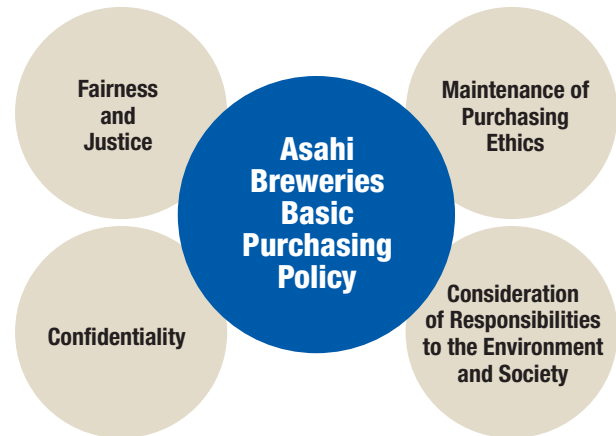 Fairness
and
Justice
Maintenance of
Purchasing
Ethics
Asahi
Breweries
Basic
Purchasing
Policy
Confidentiality
Consideration
of Responsibilities
to the Environment
and Society